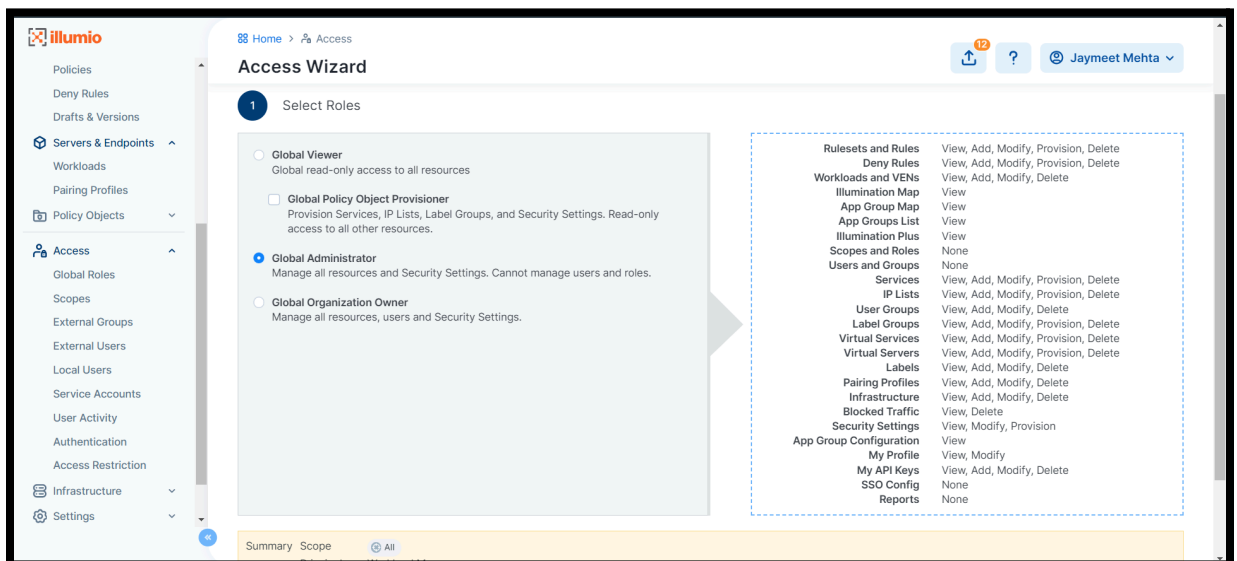 illumio
Policies
Deny Rules
Drafts & Versions
Servers & Endpoints
Workloads
Pairing Profiles
Policy Objects
Access
Global Roles
Scopes
External Groups
External Users
Local Users
Service Accounts
User Activity
Authentication
Access Restriction
Infrastructure
Settings
«
Home > Access
Access Wizard
12
?
Jaymeet Mehta
1 Select Roles
Global Viewer
Global read-only access to all resources
Global Policy Object Provisioner
Provision Services, IP Lists, Label Groups, and Security Settings. Read-only
access to all other resources.
Global Administrator
Manage all resources and Security Settings. Cannot manage users and roles.
Global Organization Owner
Manage all resources, users and Security Settings.
Rulesets and Rules View, Add, Modify, Provision, Delete
Deny Rules View, Add, Modify, Provision, Delete
Workloads and VENs View, Add, Modify, Delete
Illumination Map View
App Group Map View
App Groups List View
Illumination Plus View
Scopes and Roles None
Users and Groups None
Services View, Add, Modify, Provision, Delete
IP Lists View, Add, Modify, Provision, Delete
User Groups View, Add, Modify, Delete
Label Groups View, Add, Modify, Provision, Delete
Virtual Services View, Add, Modify, Provision, Delete
Virtual Servers View, Add, Modify, Provision, Delete
Labels View, Add, Modify, Delete
Pairing Profiles View, Add, Modify, Delete
Infrastructure View, Add, Modify, Delete
Blocked Traffic View, Delete
Security Settings View, Modify, Provision
App Group Configuration View
My Profile View, Modify
My API Keys View, Add, Modify, Delete
SSO Config None
Reports None
Summary Scope All